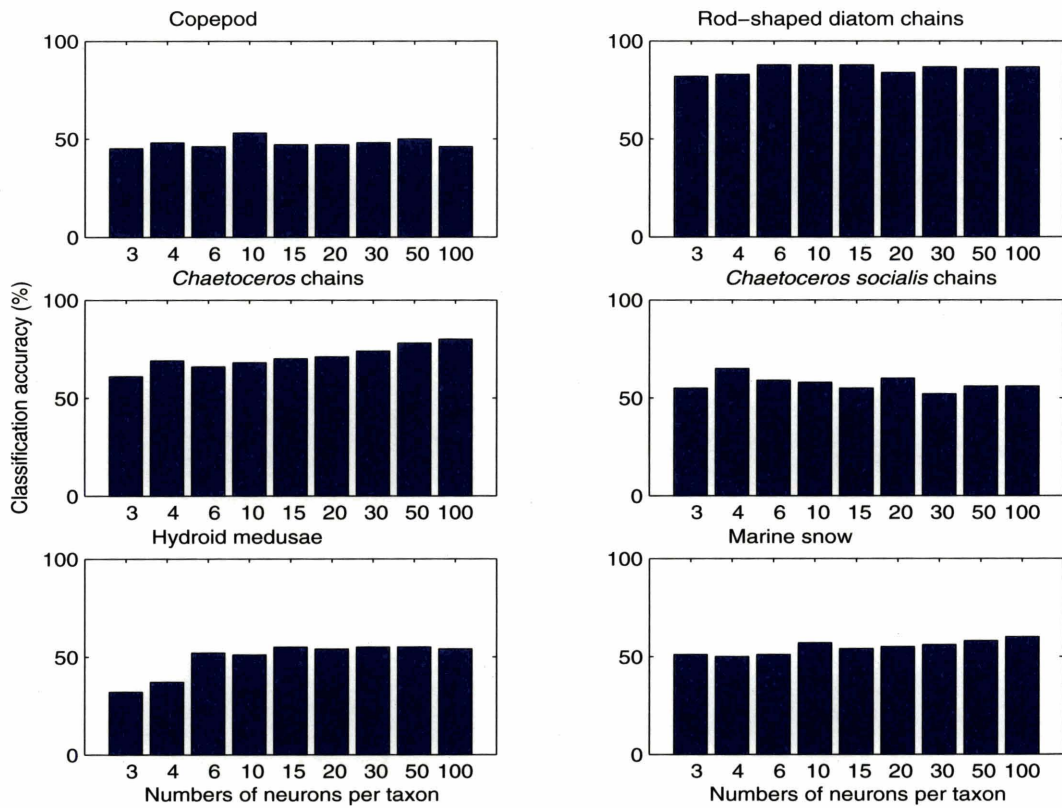 Copepod
Rod−shaped diatom chains
100
50
0
3 4 6 10 15 20 30 50 100
100
50
0
3 4 6 10 15 20 30 50 100
Chaetoceros chains
Chaetoceros socialis chains
Classification accuracy (%)
100
50
0
3 4 6 10 15 20 30 50 100
100
50
0
3 4 6 10 15 20 30 50 100
Hydroid medusae
Marine snow
100
50
0
3 4 6 10 15 20 30 50 100
Numbers of neurons per taxon
100
50
0
3 4 6 10 15 20 30 50 100
Numbers of neurons per taxon